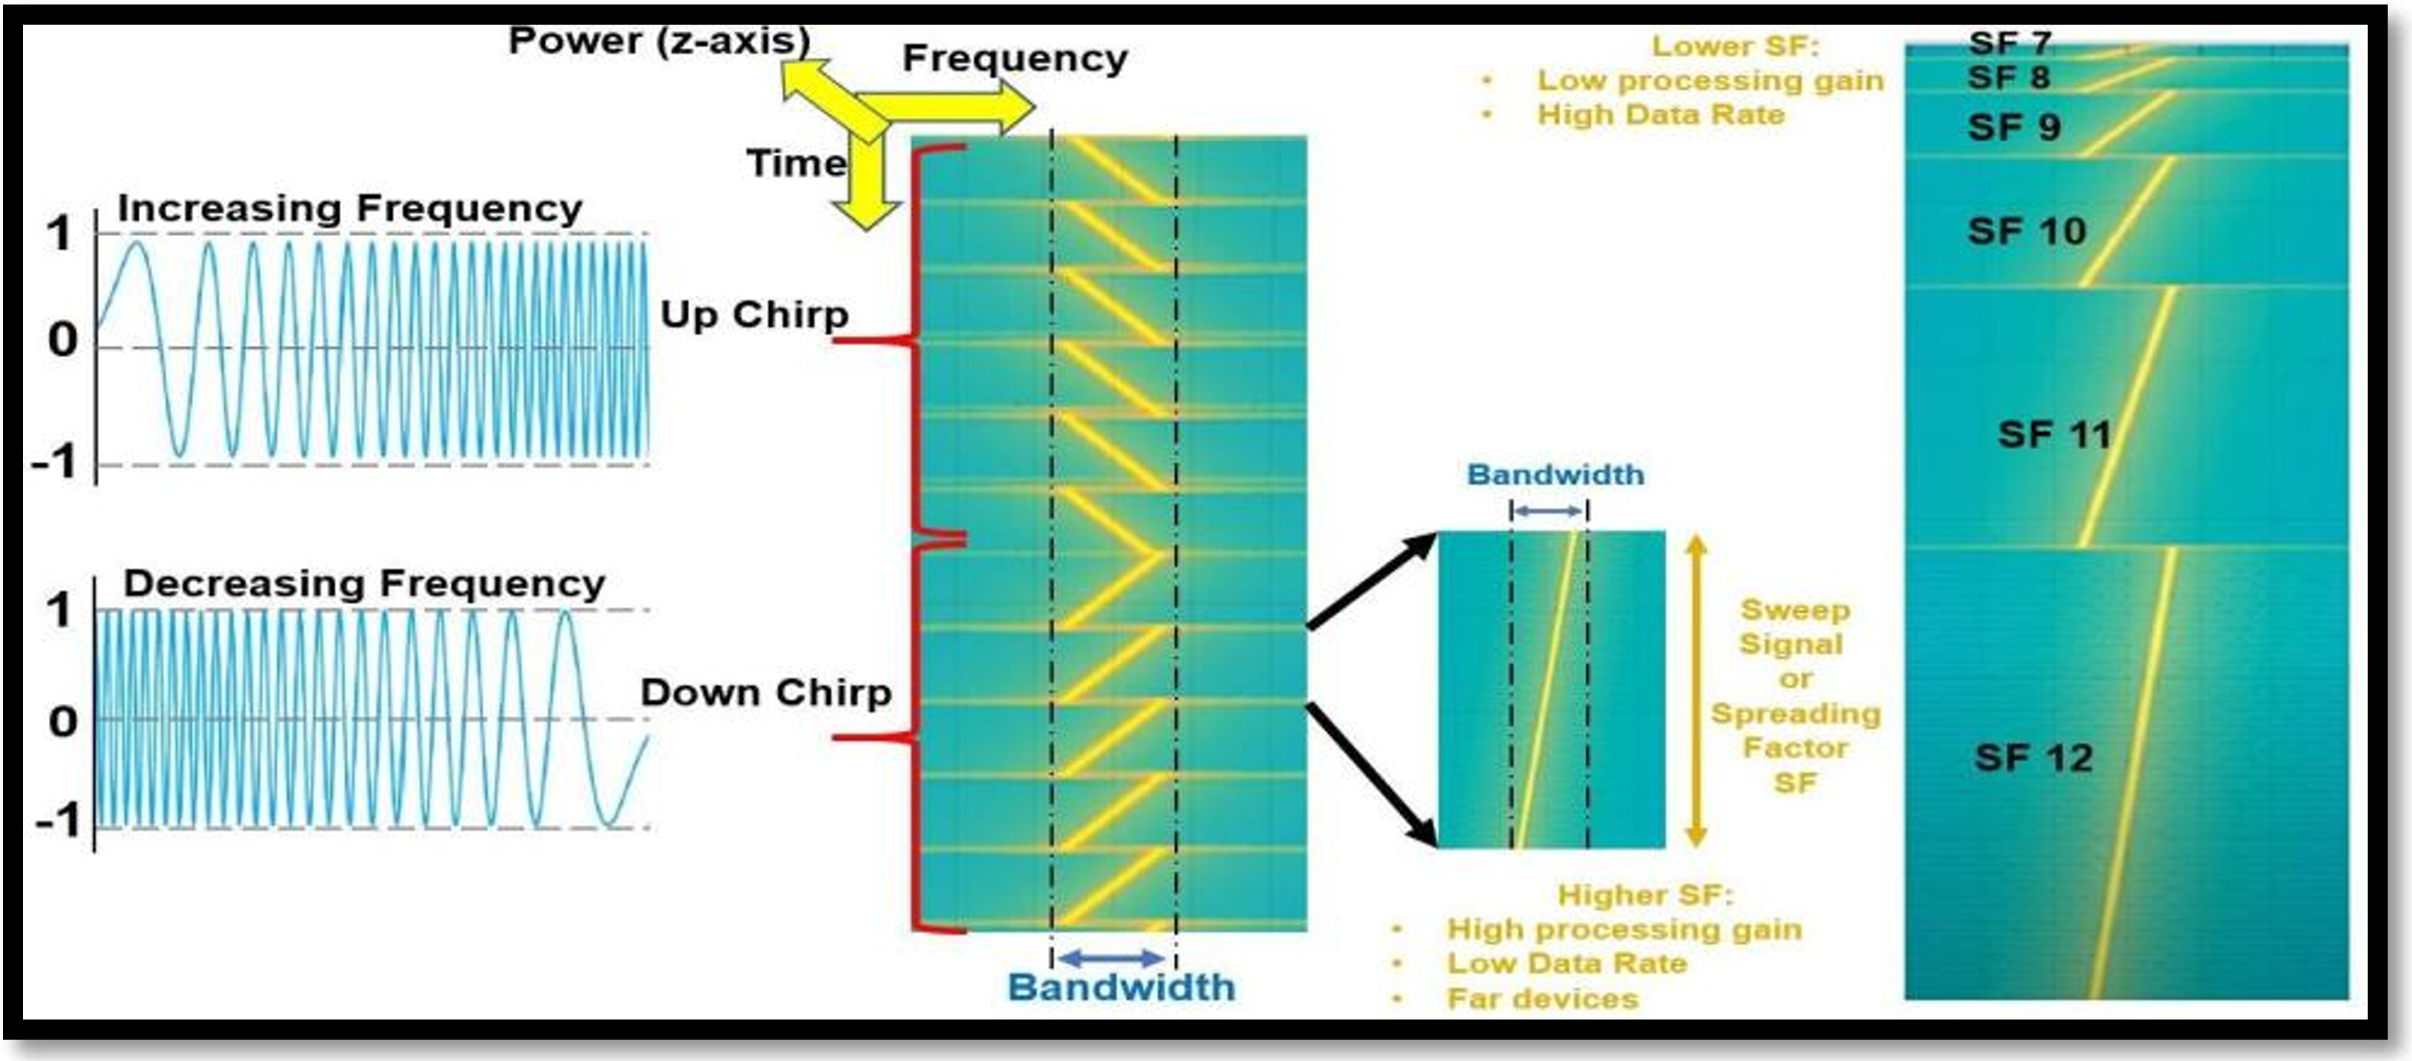 Power (z-axis)
Frequency
Time
Increasing Frequency
1
0
-1
Up Chirp
Decreasing Frequency
1
0
-1
Down Chirp
Bandwidth
Lower SF:
• Low processing gain
• High Data Rate
Bandwidth
Sweep
Signal
or
Spreading
Factor
SF
Higher SF:
• High processing gain
• Low Data Rate
• Far devices
SF 7
SF 8
SF 9
SF 10
SF 11
SF 12